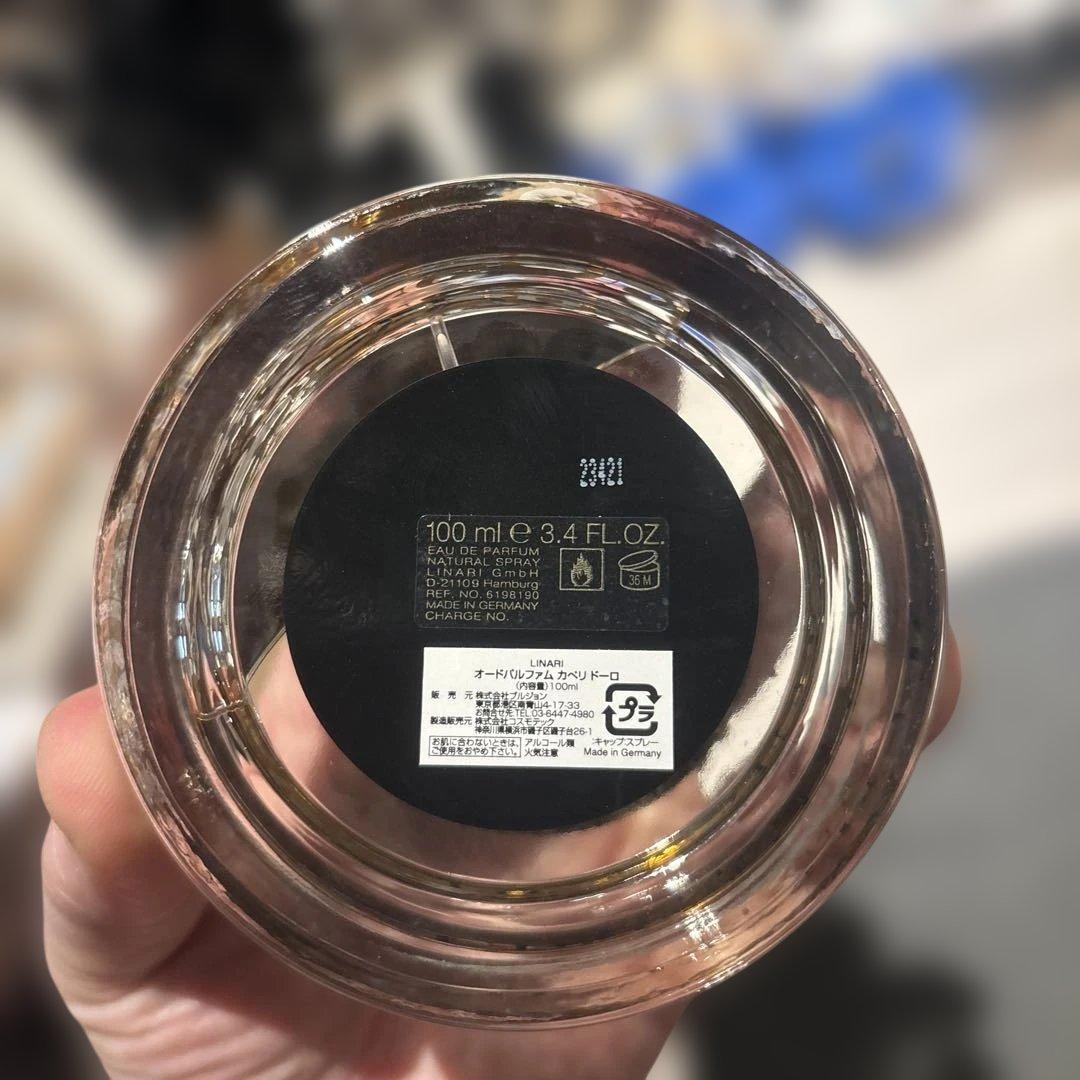 23421
100 ml ℮ 3.4 FL.OZ.
EAU DE PARFUM
NATURAL SPRAY
LINARI GmbH
D-21109 Hamburg
REF. NO. 6198190
MADE IN GERMANY
CHARGE NO.
36 M
LINARI
オードパルファム カペリドーロ
(内容量)100ml
販売元 株式会社ブルジョン
東京都港区南青山4-17-33
お問合せ先 TEL 03-6447-4980
製造販売元 株式会社コスモテック
神奈川県横浜市磯子区磯子台26-1
お肌に合わないときは、
ご使用をおやめ下さい。
アルコール類
火気注意
プラ
:キャップ:スプレー
Made in Germany